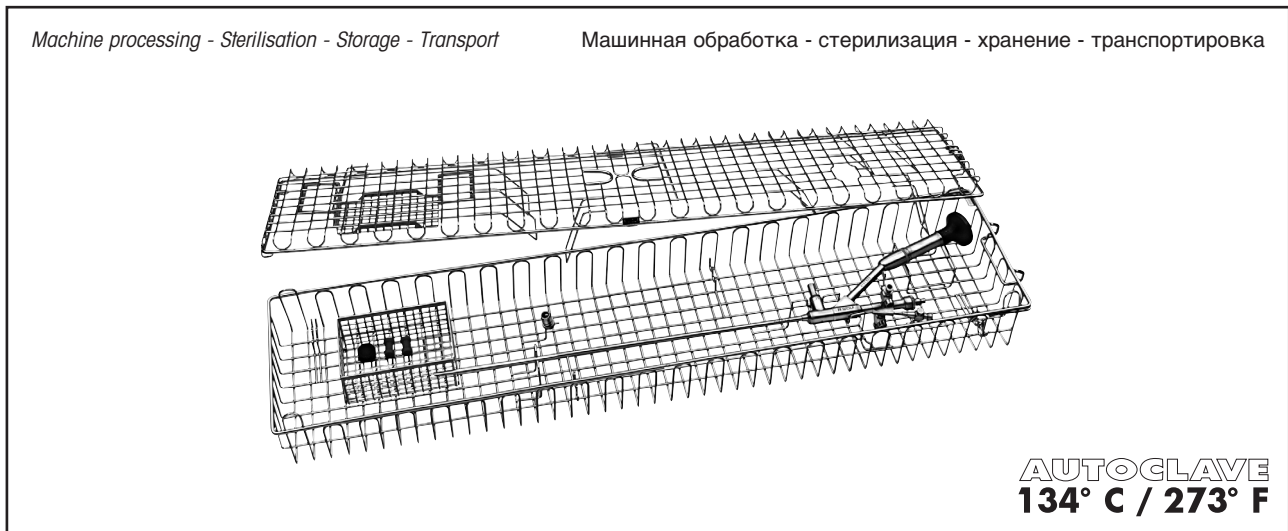 Machine processing - Sterilisation - Storage - Transport
Машинная обработка - стерилизация - хранение - транспортировка
AUTOCLAVE
134° C / 273° F